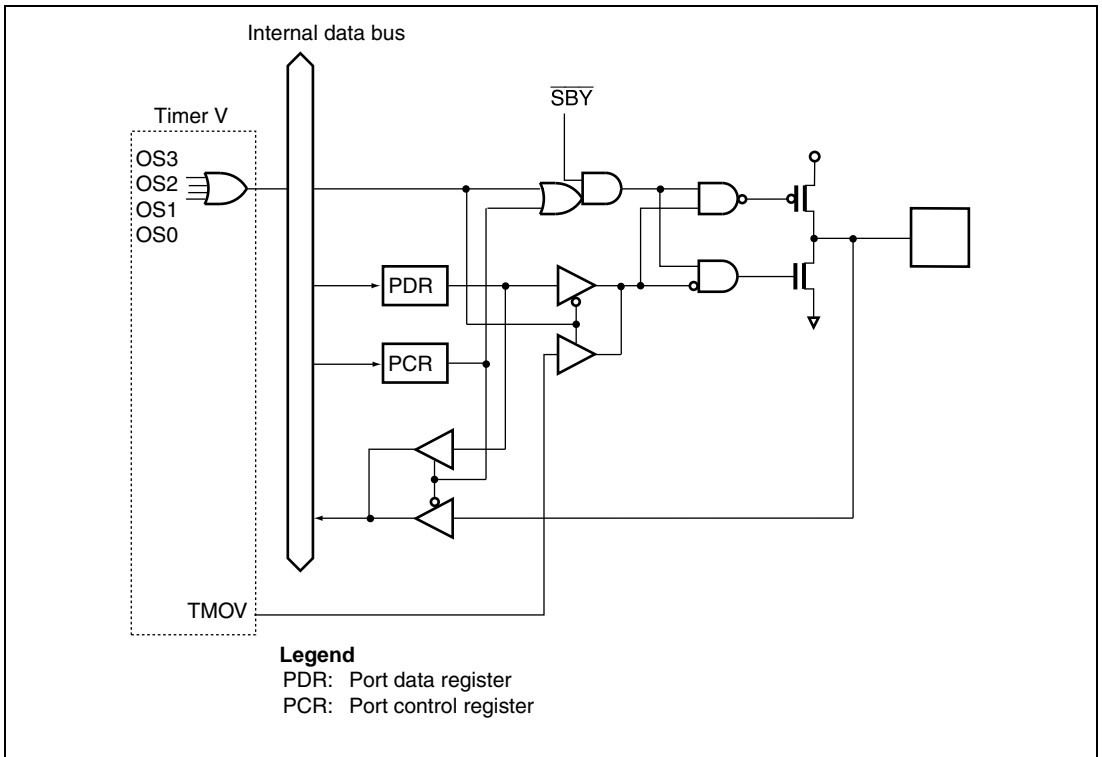 Internal data bus
SBY
Timer V
OS3
OS2
OS1
OS0
PDR
PCR
TMOV
Legend
PDR: Port data register
PCR: Port control register